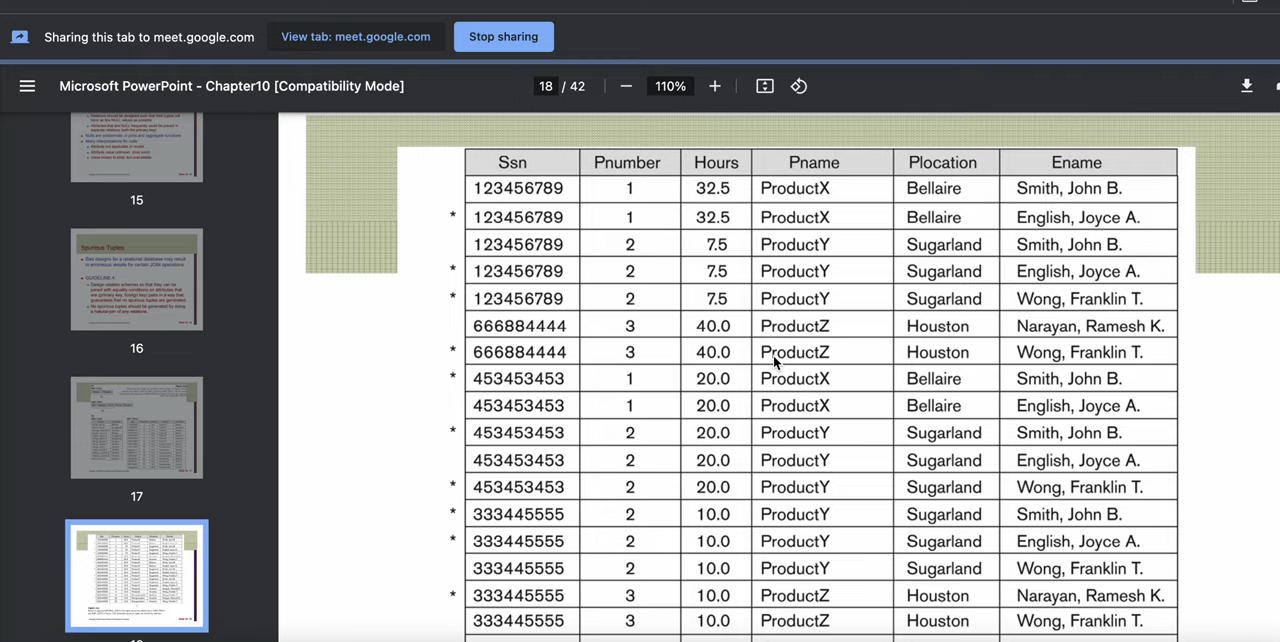 Sharing this tab to meet.google.com View tab: meet.google.com Stop sharing
Microsoft PowerPoint - Chapter10 [Compatibility Mode] 18 / 42 110%
15
Spurious Tuples
16
17
Ssn Pnumber Hours Pname Plocation Ename
123456789 1 32.5 ProductX Bellaire Smith, John B.
* 123456789 1 32.5 ProductX Bellaire English, Joyce A.
123456789 2 7.5 ProductY Sugarland Smith, John B.
* 123456789 2 7.5 ProductY Sugarland English, Joyce A.
* 123456789 2 7.5 ProductY Sugarland Wong, Franklin T.
666884444 3 40.0 ProductZ Houston Narayan, Ramesh K.
* 666884444 3 40.0 ProductZ Houston Wong, Franklin T.
* 453453453 1 20.0 ProductX Bellaire Smith, John B.
453453453 1 20.0 ProductX Bellaire English, Joyce A.
* 453453453 2 20.0 ProductY Sugarland Smith, John B.
453453453 2 20.0 ProductY Sugarland English, Joyce A.
* 453453453 2 20.0 ProductY Sugarland Wong, Franklin T.
* 333445555 2 10.0 ProductY Sugarland Smith, John B.
* 333445555 2 10.0 ProductY Sugarland English, Joyce A.
333445555 2 10.0 ProductY Sugarland Wong, Franklin T.
* 333445555 3 10.0 ProductZ Houston Narayan, Ramesh K.
333445555 3 10.0 ProductZ Houston Wong, Franklin T.